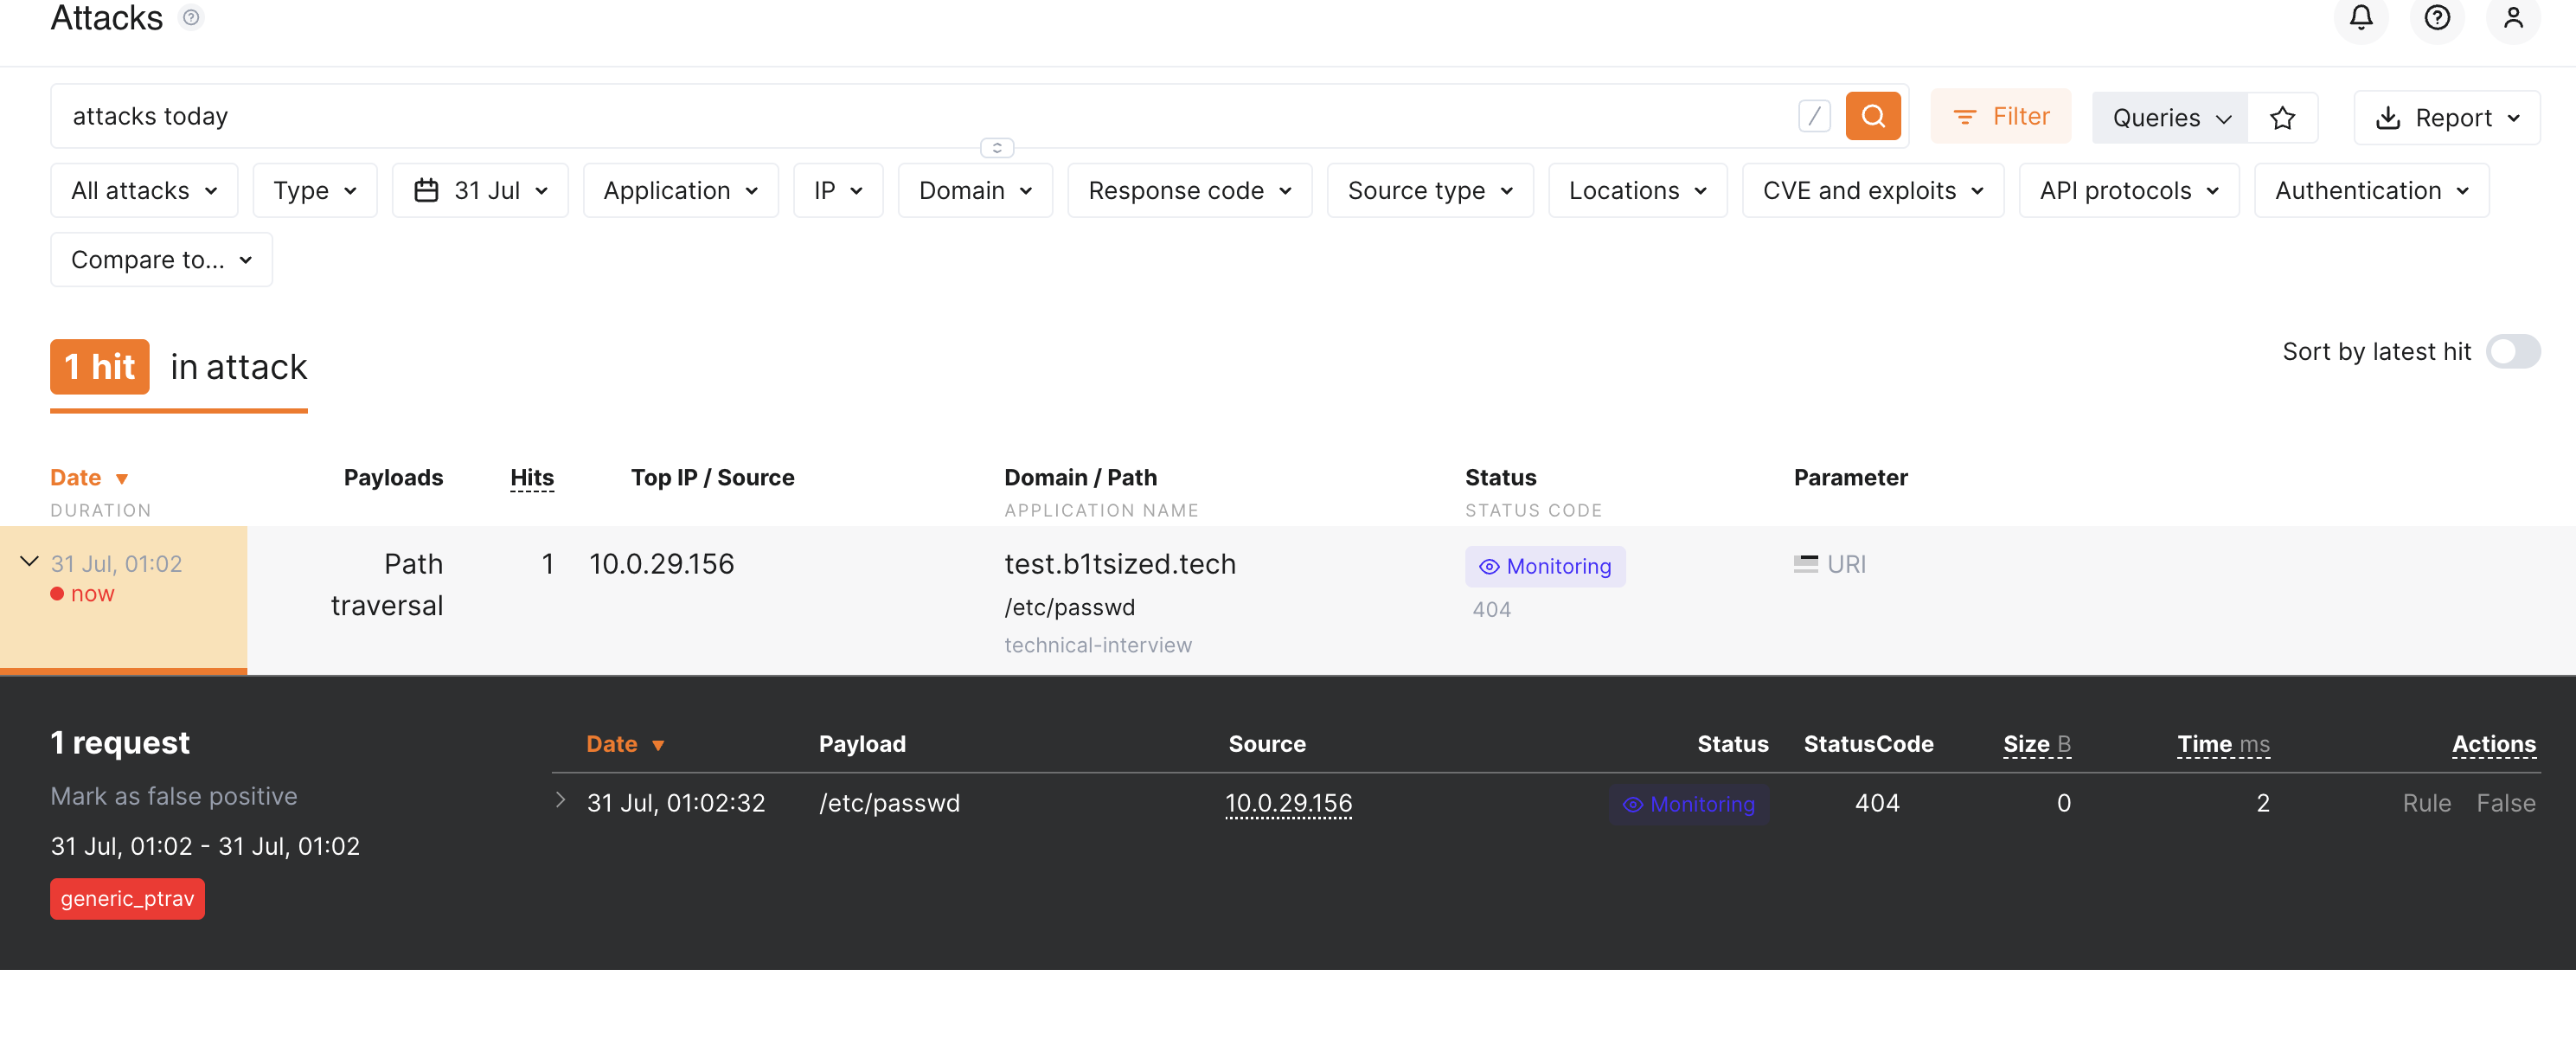 Attacks
attacks today
/
Filter
Queries
Report
All attacks
Type
31 Jul
Application
IP
Domain
Response code
Source type
Locations
CVE and exploits
API protocols
Authentication
Compare to...
1 hit in attack
Sort by latest hit
Date Payloads Hits Top IP / Source Domain / Path Status Parameter
DURATION APPLICATION NAME STATUS CODE
31 Jul, 01:02 Path 1 10.0.29.156 test.b1tsized.tech Monitoring URI
now traversal /etc/passwd 404
technical-interview
1 request Date Payload Source Status StatusCode Size B Time ms Actions
Mark as false positive 31 Jul, 01:02:32 /etc/passwd 10.0.29.156 Monitoring 404 0 2 Rule False
31 Jul, 01:02 - 31 Jul, 01:02
generic_ptrav